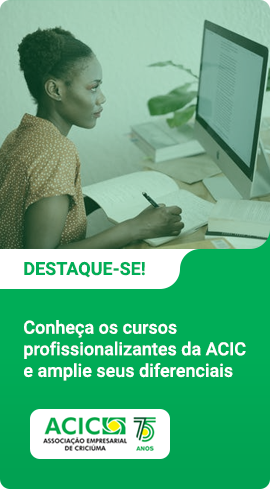 DESTAQUE-SE!
Conheça os cursos
profissionalizantes da ACIC
e amplie seus diferenciais
ACIC
ASSOCIAÇÃO EMPRESARIAL
DE CRICIÚMA
75
ANOS